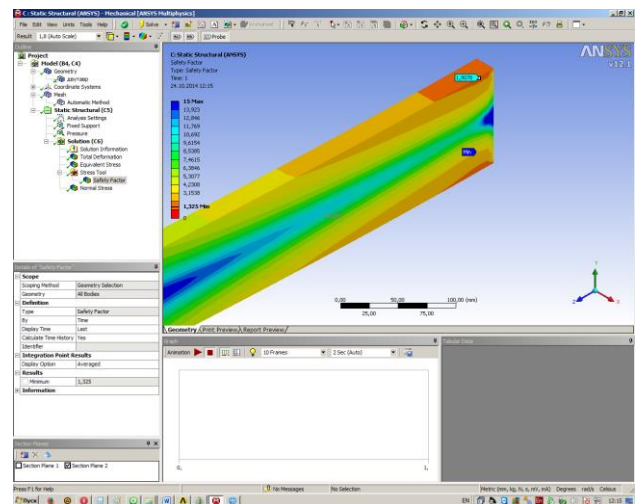 C : Static Structural (ANSYS) - Mechanical [ANSYS Multiphysics]
File Edit View Units Tools Help Solve
Result 1,8 (Auto Scale) Probe
Outline
Project
Model (B4, C4)
Geometry
двутавр
Coordinate Systems
Mesh
Automatic Method
Static Structural (C5)
Analysis Settings
Fixed Support
Pressure
Solution (C6)
Solution Information
Total Deformation
Equivalent Stress
Stress Tool
Safety Factor
Normal Stress
C: Static Structural (ANSYS)
Safety Factor
Type: Safety Factor
Time: 1
24.10.2014 12:15
15 Max
13,923
12,846
11,769
10,692
9,6154
8,5385
7,4615
6,3846
5,3077
4,2308
3,1538
1,325 Min
0
ANSYS
v12.1
Min
0,00 50,00 100,00 (mm)
25,00 75,00
Y
Z X
Geometry Print Preview Report Preview
Details of "Safety Factor"
Scope
Scoping Method Geometry Selection
Geometry All Bodies
Definition
Type Safety Factor
By Time
Display Time Last
Calculate Time History Yes
Identifier
Integration Point Results
Display Option Averaged
Results
Minimum 1,325
Information
Graph
Animation 10 Frames 2 Sec (Auto)
0, 1,
Tabular Data
Section Planes
Section Plane 1 Section Plane 2
Press F1 for Help No Messages No Selection Metric (mm, kg, N, s, mV, mA) Degrees rad/s Celsius
Пуск EN 12:15